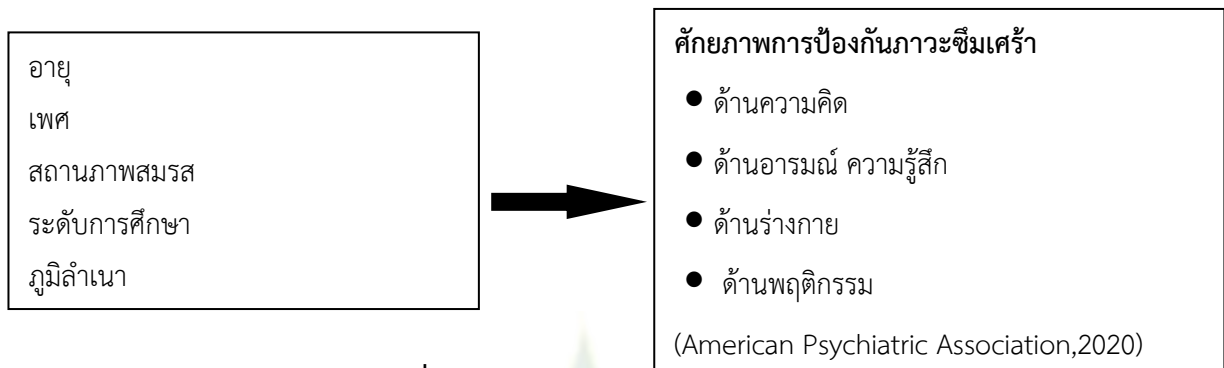 อายุ
เพศ
สถานภาพสมรส
ระดับการศึกษา
ภูมิลำเนา
ศักยภาพการป้องกันภาวะซึมเศร้า
● ด้านความคิด
● ด้านอารมณ์ ความรู้สึก
● ด้านร่างกาย
● ด้านพฤติกรรม
(American Psychiatric Association,2020)